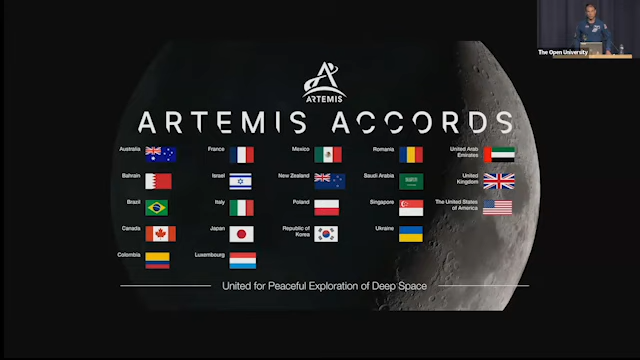 The Open University
ARTEMIS
ARTEMIS ACCORDS
Australia
France
Mexico
Romania
United Arab
Emirates
Bahrain
Israel
New Zealand
Saudi Arabia
United
Kingdom
Brazil
Italy
Poland
Singapore
The United States
of America
Canada
Japan
Republic of
Korea
Ukraine
Colombia
Luxembourg
United for Peaceful Exploration of Deep Space